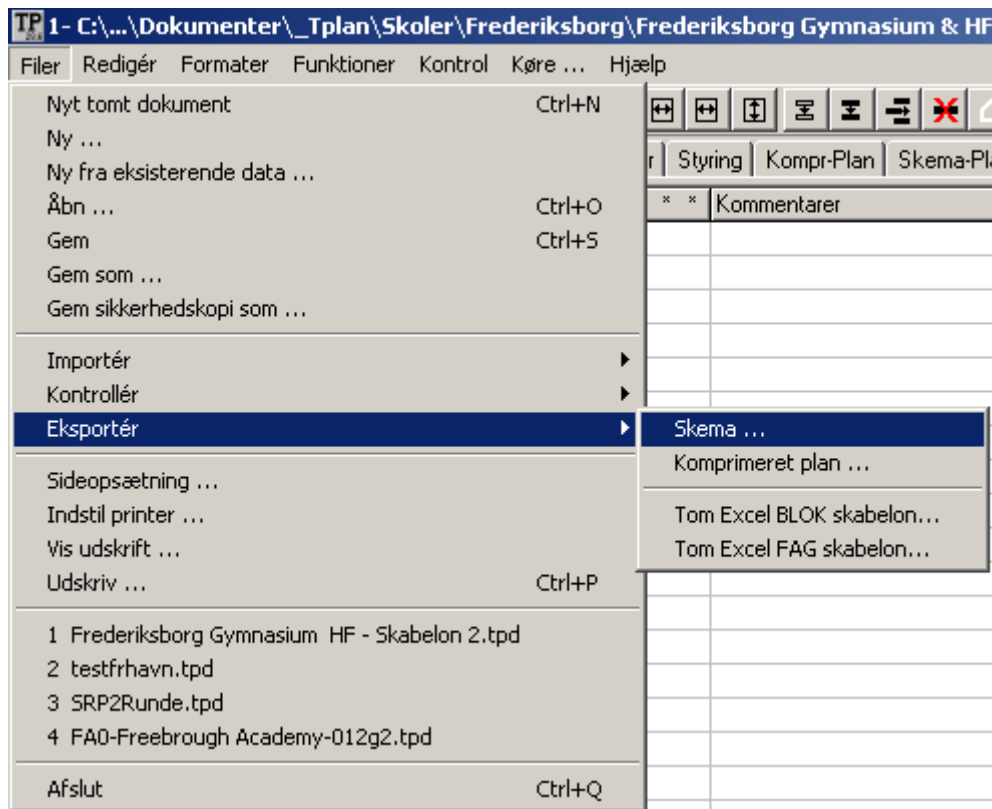 TP 1- C:\...\Dokumenter\_Tplan\Skoler\Frederiksborg\Frederiksborg Gymnasium & HF
Filer Redigér Formater Funktioner Kontrol Køre ... Hjælp
Nyt tomt dokument Ctrl+N
Ny ...
Ny fra eksisterende data ...
Åbn ... Ctrl+O
Gem Ctrl+S
Gem som ...
Gem sikkerhedskopi som ...
Importér
Kontrollér
Eksportér
Sideopsætning ...
Indstil printer ...
Vis udskrift ...
Udskriv ... Ctrl+P
1 Frederiksborg Gymnasium HF - Skabelon 2.tpd
2 testfrhavn.tpd
3 SRP2Runde.tpd
4 FA0-Freebrough Academy-012g2.tpd
Afslut Ctrl+Q
r Styring Kompr-Plan Skema-Pl
× × Kommentarer
Skema ...
Komprimeret plan ...
Tom Excel BLOK skabelon...
Tom Excel FAG skabelon...